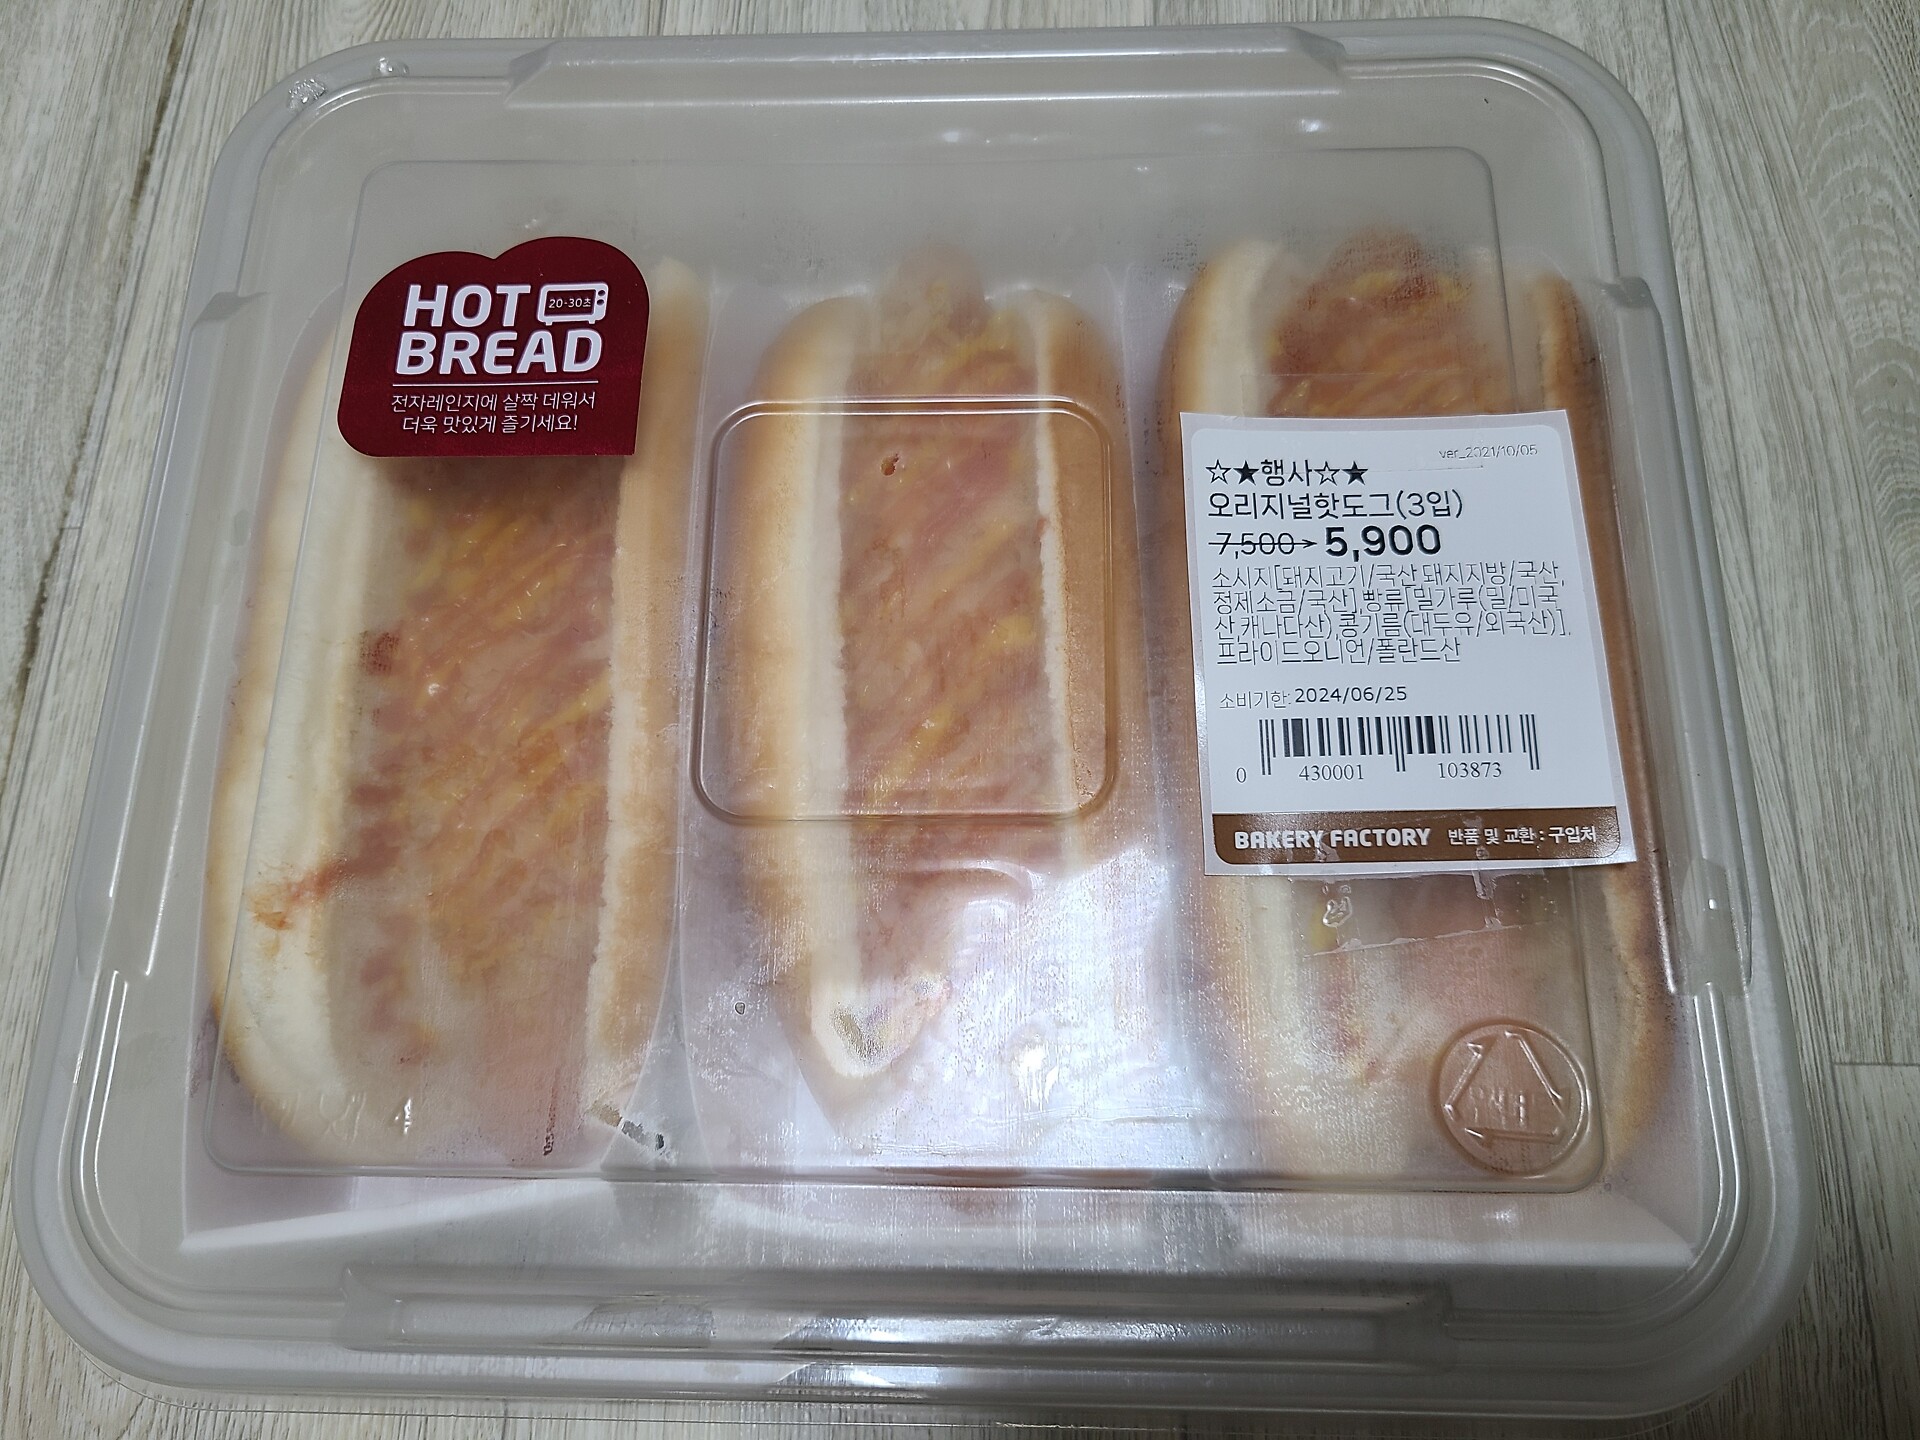 HOT
20-30초
BREAD
전자레인지에 살짝 데워서
더욱 맛있게 즐기세요!
ver_2021/10/05
☆★행사☆★
오리지널핫도그(3입)
7,500→5,900
소시지[돼지고기/국산,돼지지방/국산,
정제소금/국산],빵류[밀가루(밀/미국
산,캐나다산),콩기름(대두유/외국산)],
프라이드오니언/폴란드산
소비기한: 2024/06/25
0 430001 103873
BAKERY FACTORY 반품 및 교환 : 구입처